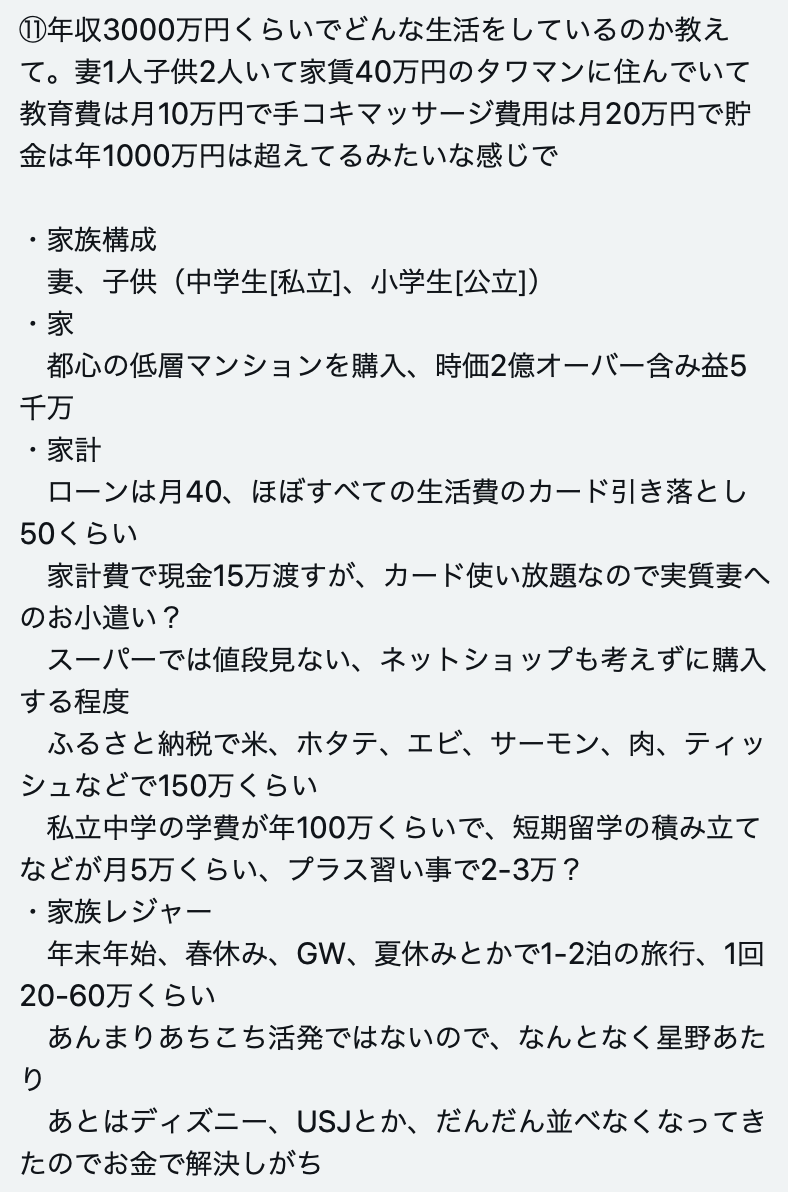 ⑪年収3000万円くらいでどんな生活をしているのか教え
て。妻1人子供2人いて家賃40万円のタワマンに住んでいて
教育費は月10万円で手コキマッサージ費用は月20万円で貯
金は年1000万円は超えてるみたいな感じで
・家族構成
　妻、子供（中学生[私立]、小学生[公立]）
・家
　都心の低層マンションを購入、時価2億オーバー含み益5
千万
・家計
　ローンは月40、ほぼすべての生活費のカード引き落とし
50くらい
　家計費で現金15万渡すが、カード使い放題なので実質妻へ
のお小遣い？
　スーパーでは値段見ない、ネットショップも考えずに購入
する程度
　ふるさと納税で米、ホタテ、エビ、サーモン、肉、ティッ
シュなどで150万くらい
　私立中学の学費が年100万くらいで、短期留学の積み立て
などが月5万くらい、プラス習い事で2-3万？
・家族レジャー
　年末年始、春休み、GW、夏休みとかで1-2泊の旅行、1回
20-60万くらい
　あんまりあちこち活発ではないので、なんとなく星野あた
り
　あとはディズニー、USJとか、だんだん並べなくなってき
たのでお金で解決しがち